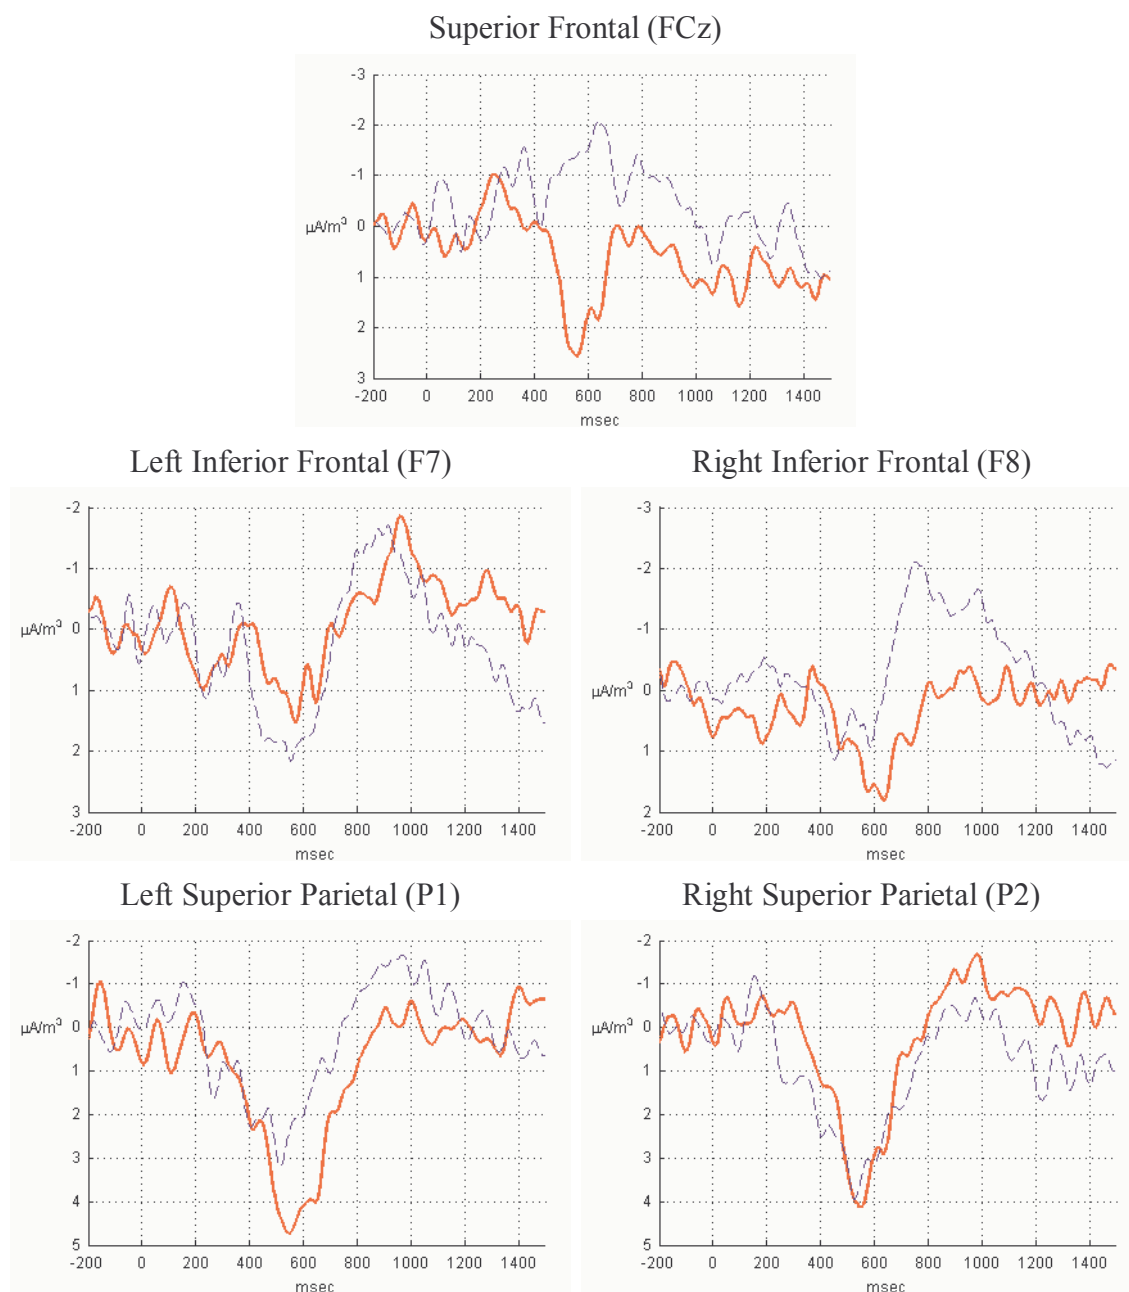 Superior Frontal (FCz)
-3
-2
-1
µA/m³ 0
1
2
3
-200 0 200 400 600 800 1000 1200 1400
msec
Left Inferior Frontal (F7) Right Inferior Frontal (F8)
-2
-1
µA/m³ 0
1
2
3
-200 0 200 400 600 800 1000 1200 1400
msec
-3
-2
-1
µA/m³ 0
1
2
-200 0 200 400 600 800 1000 1200 1400
msec
Left Superior Parietal (P1) Right Superior Parietal (P2)
-2
-1
µA/m³ 0
1
2
3
4
5
-200 0 200 400 600 800 1000 1200 1400
msec
-2
-1
µA/m³ 0
1
2
3
4
5
-200 0 200 400 600 800 1000 1200 1400
msec